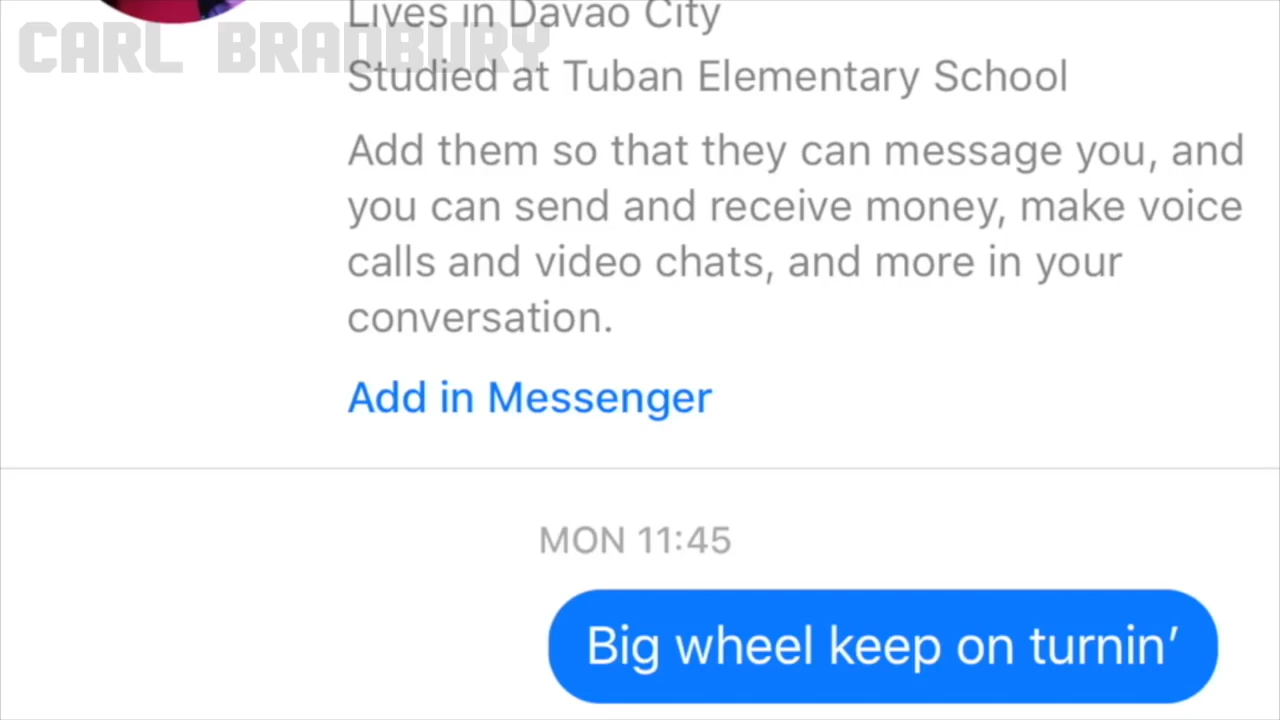 CARL BRADBURY
Lives in Davao City
Studied at Tuban Elementary School
Add them so that they can message you, and
you can send and receive money, make voice
calls and video chats, and more in your
conversation.
Add in Messenger
MON 11:45
Big wheel keep on turnin’